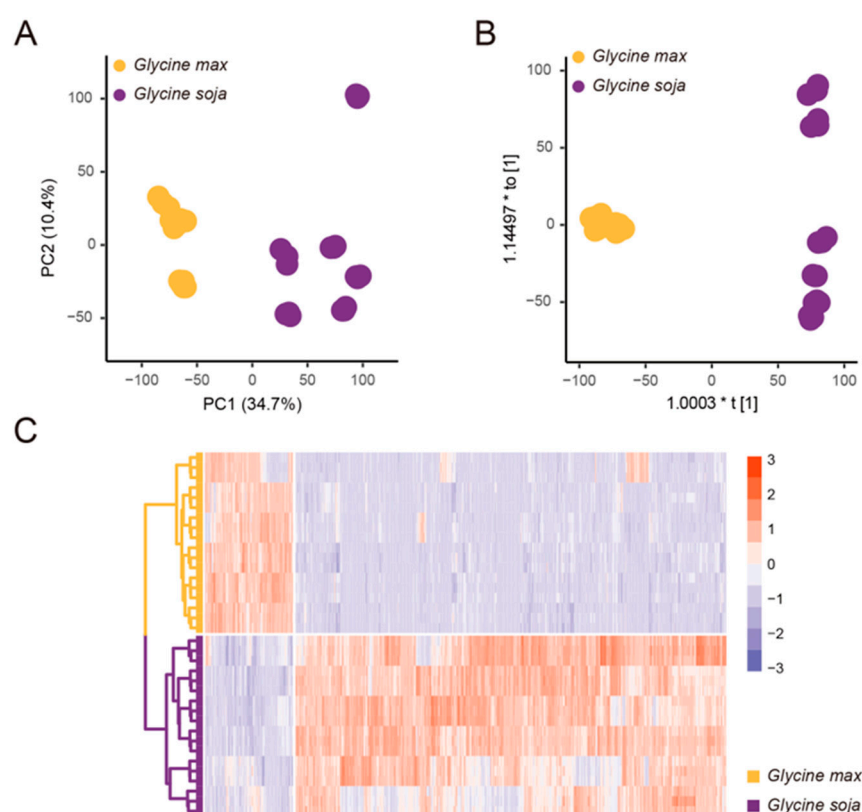 A
Glycine max
Glycine soja
100
50
0
−50
PC2 (10.4%)
−100
−50
0
50
100
PC1 (34.7%)
B
Glycine max
Glycine soja
100
50
0
−50
1.14497 * to [1]
−100
−50
0
50
100
1.0003 * t [1]
C
3
2
1
0
−1
−2
−3
Glycine max
Glycine soja